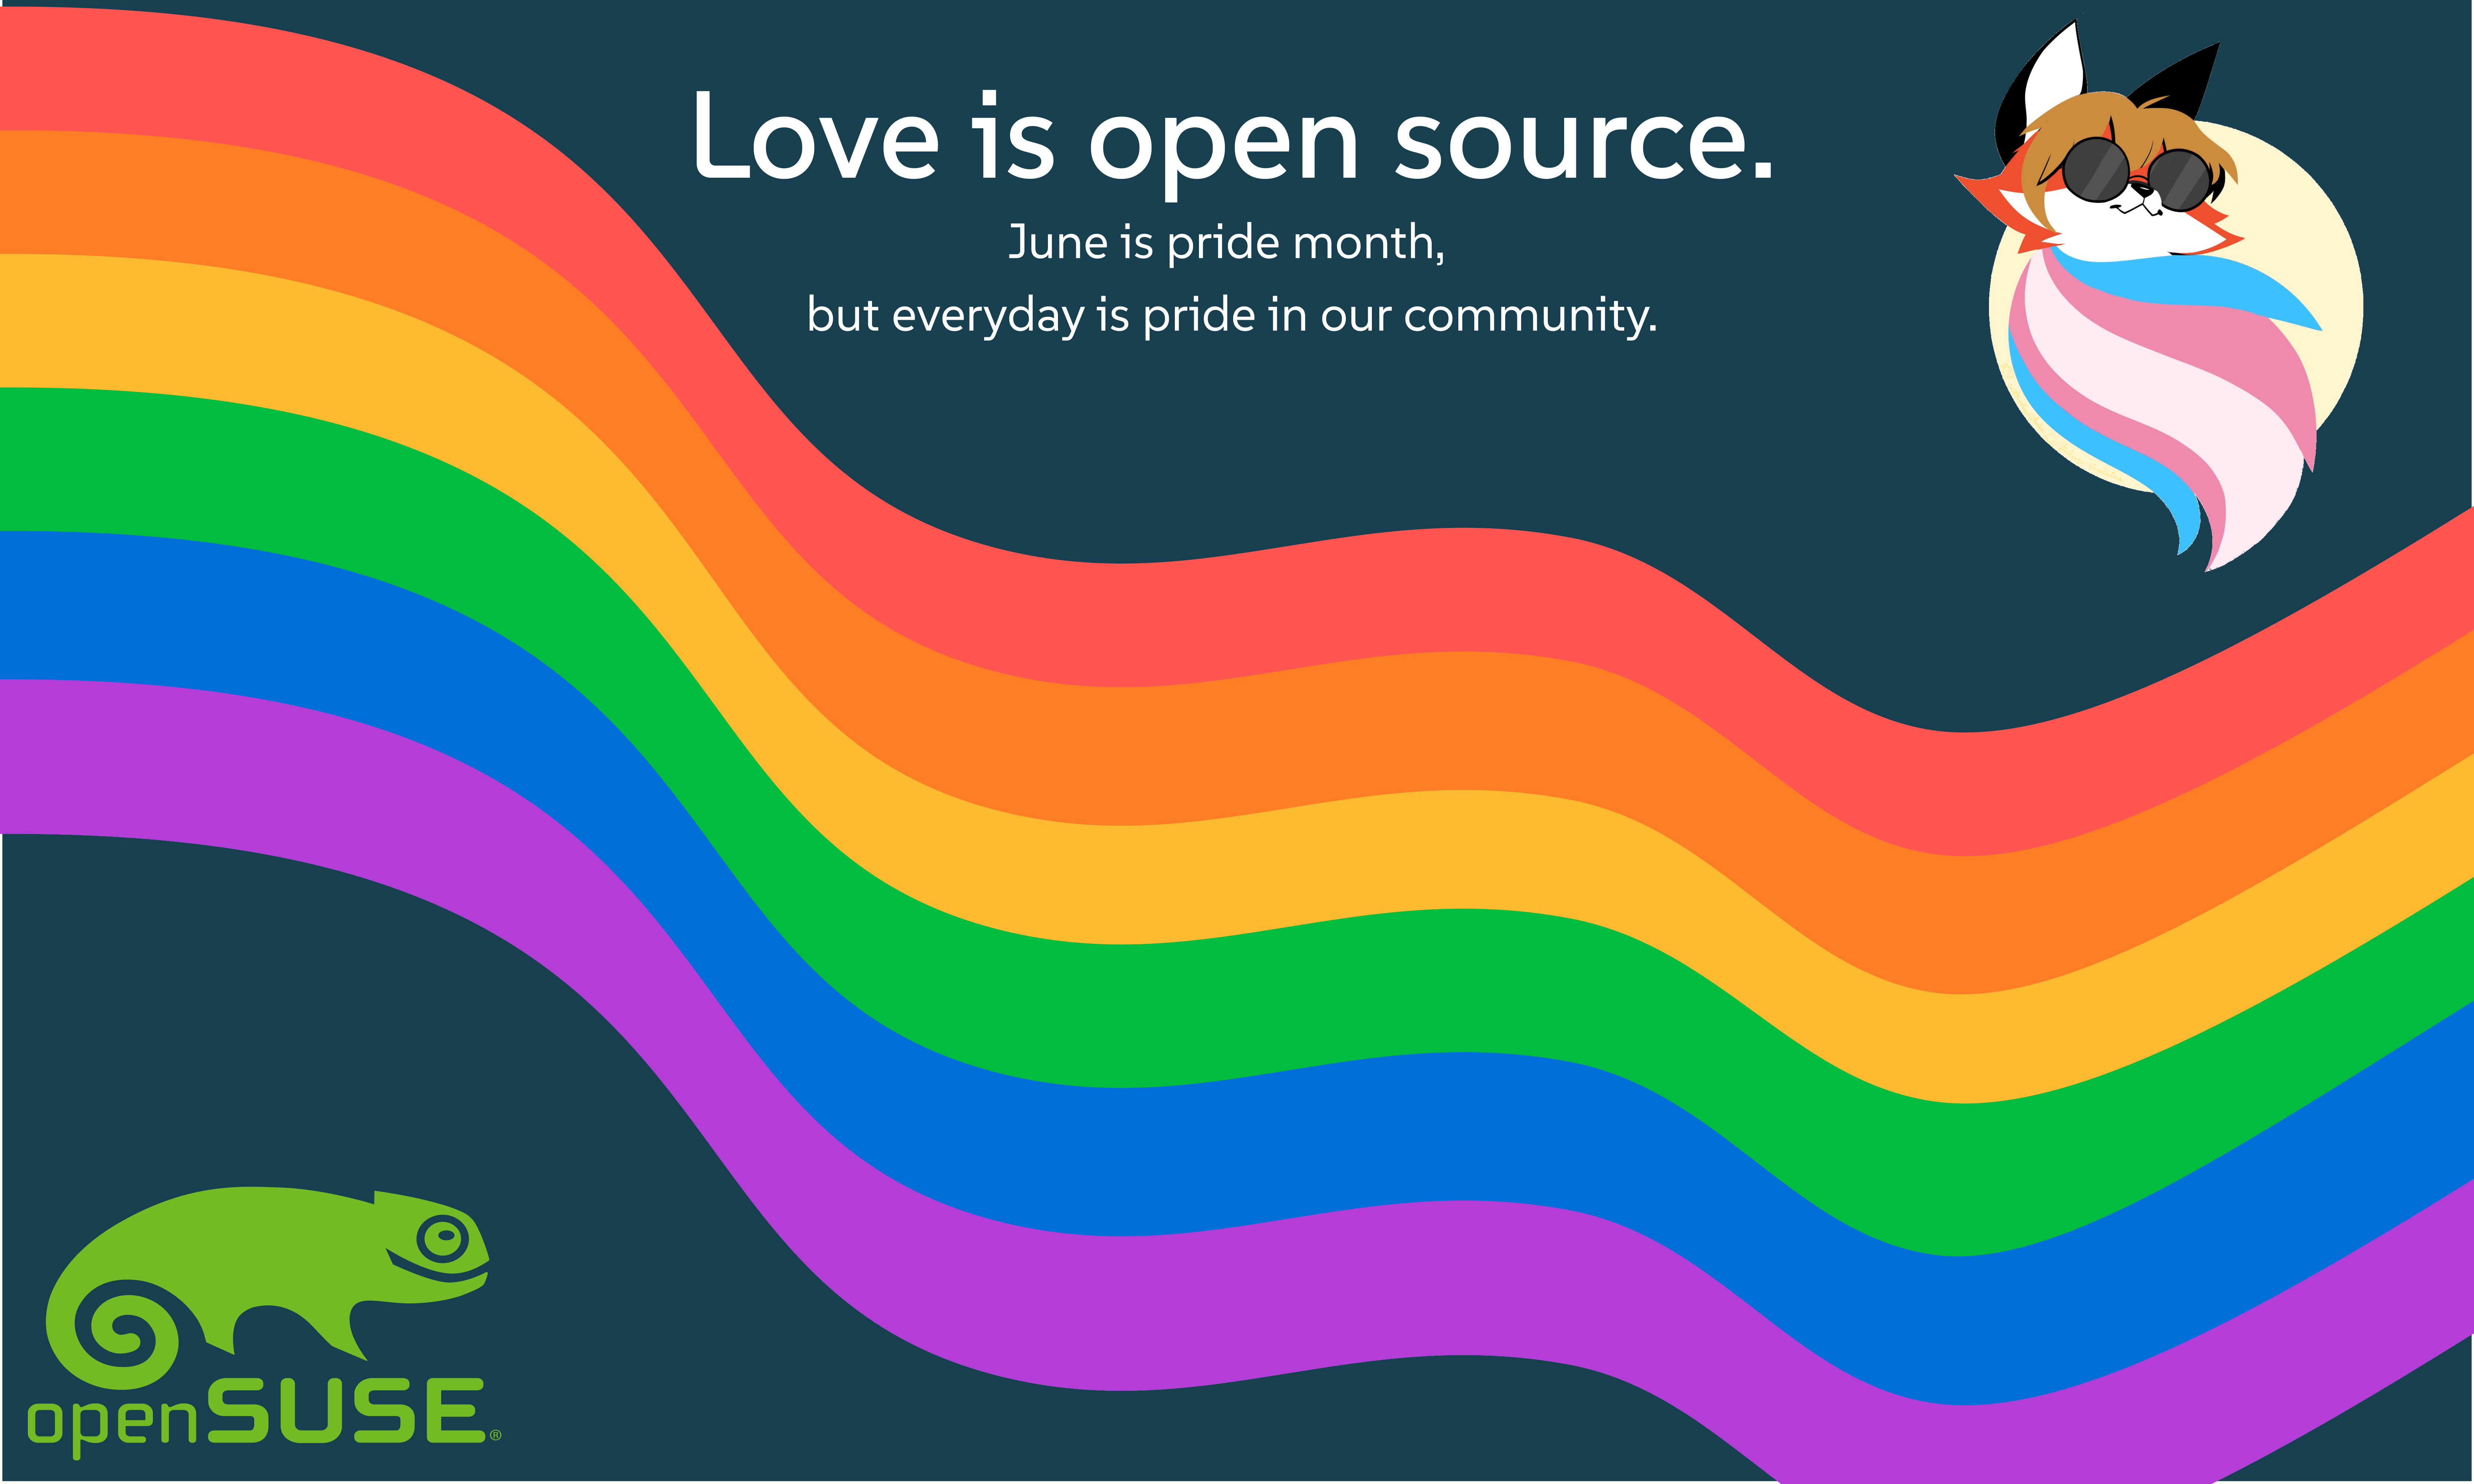 Love is open source.
June is pride month,
but everyday is pride in our community.
openSUSE®